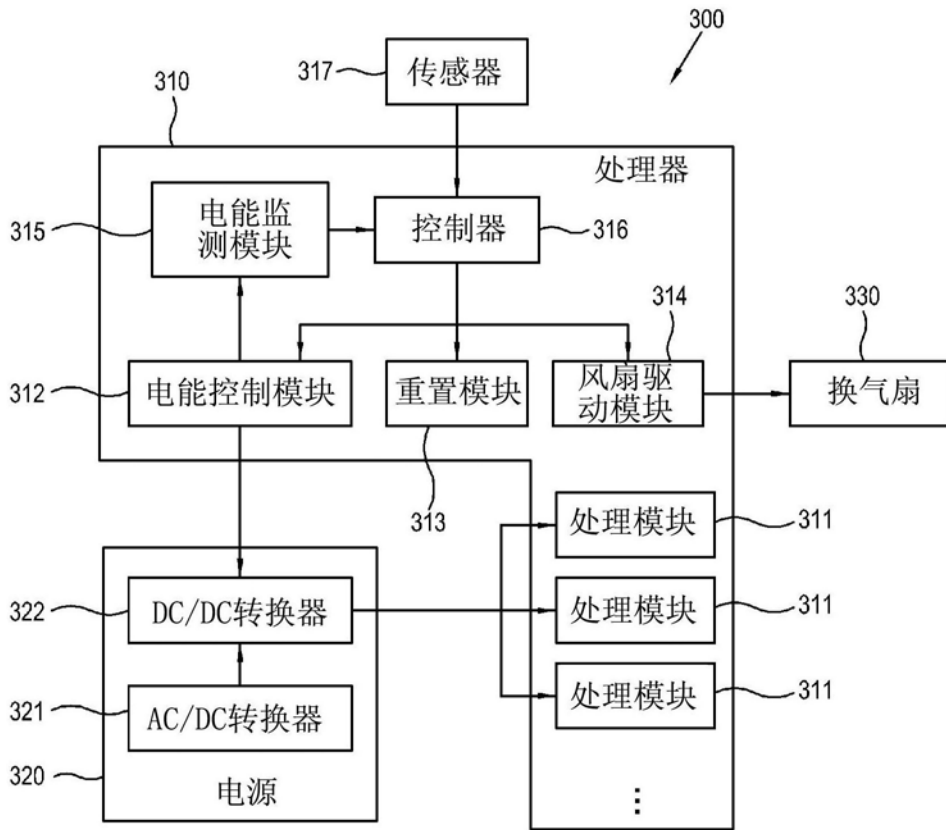 300
317
传感器
310
处理器
315
电能监
测模块
控制器
316
314
330
312
电能控制模块
重置模块
风扇驱
动模块
换气扇
313
处理模块
311
322
DC/DC转换器
处理模块
311
321
AC/DC转换器
处理模块
311
320
电源
⋮